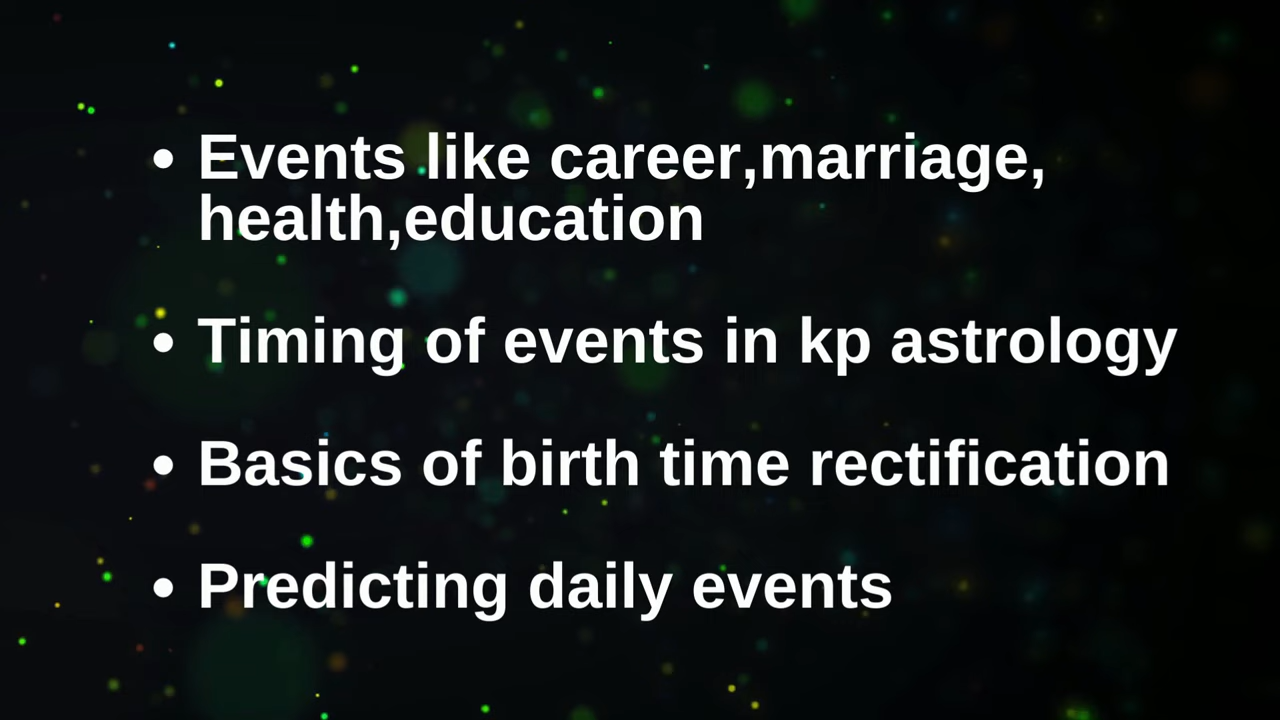 • Events like career,marriage,
health,education
• Timing of events in kp astrology
• Basics of birth time rectification
• Predicting daily events